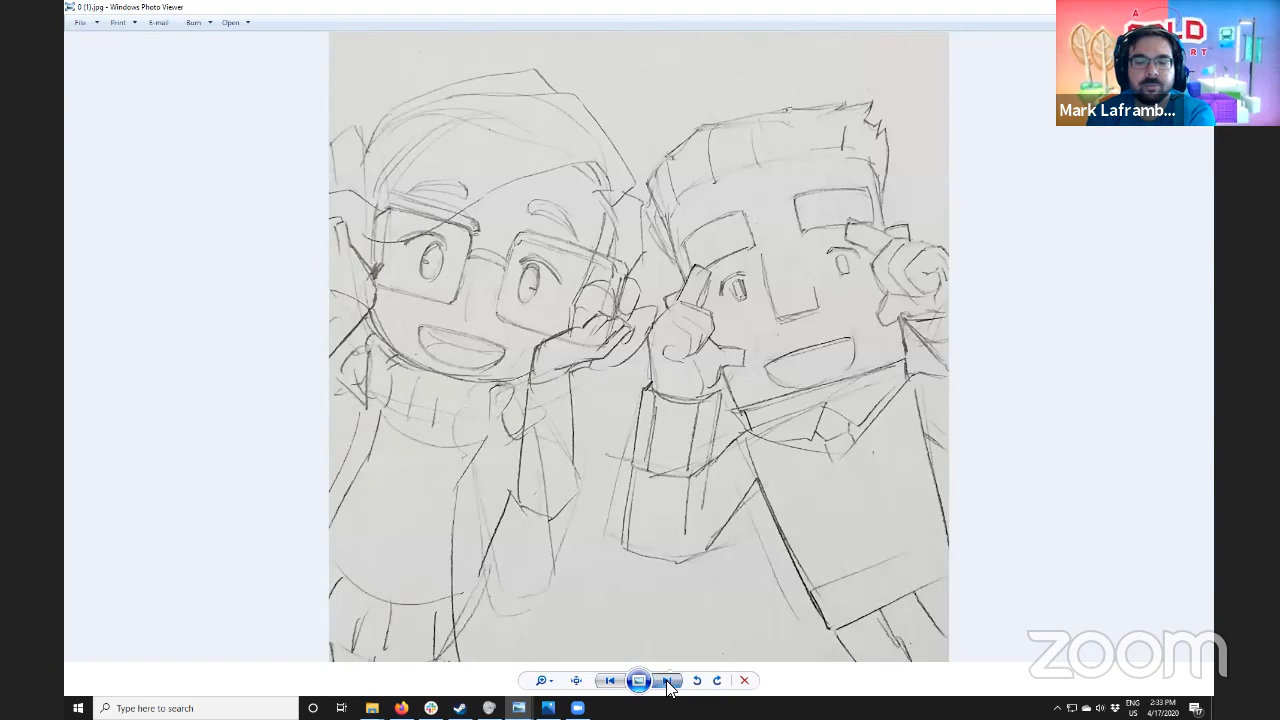 0 (1).jpg - Windows Photo Viewer
File Print E-mail Burn Open
A
Mark Laframb...
zoom
Type here to search
ENG
US
2:33 PM
4/17/2020
17